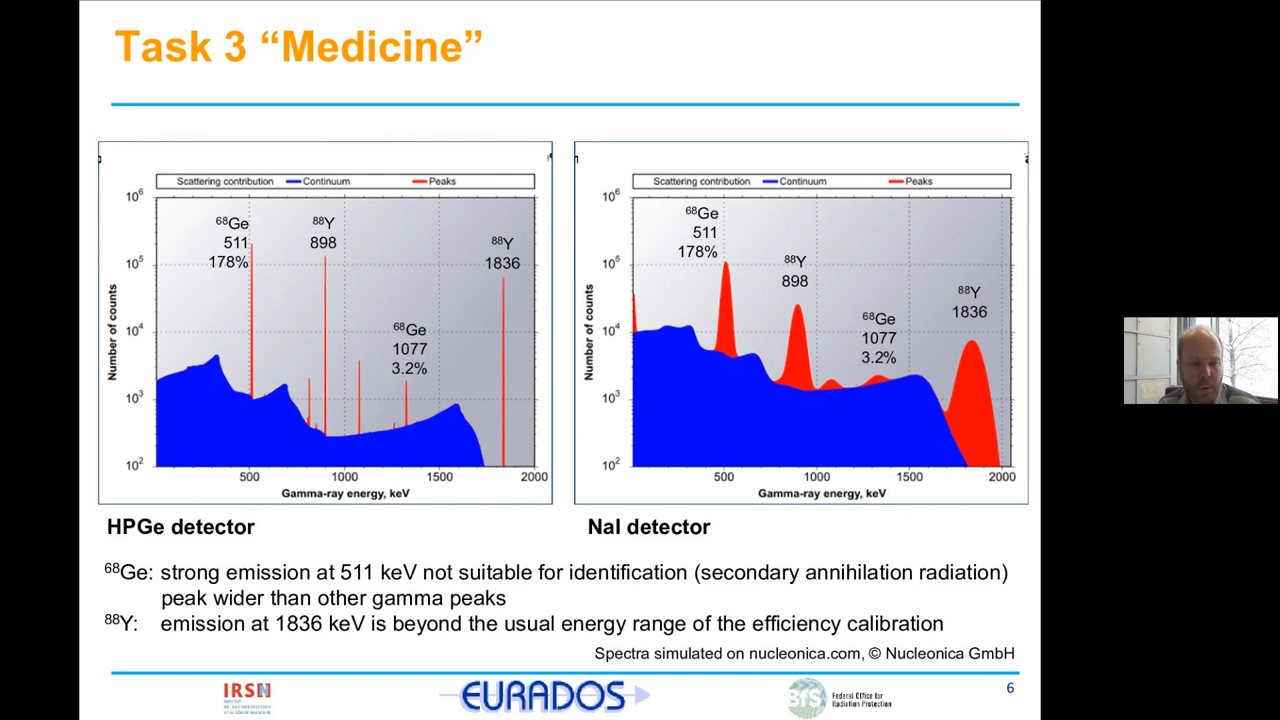 Task 3 “Medicine”
Scattering contribution Continuum Peaks
10⁶
10⁵
10⁴
10³
10²
Number of counts
⁶⁸Ge
511
178%
⁸⁸Y
898
⁶⁸Ge
1077
3.2%
⁸⁸Y
1836
500 1000 1500 2000
Gamma-ray energy, keV
HPGe detector
Scattering contribution Continuum Peaks
10⁶
10⁵
10⁴
10³
10²
Number of counts
⁶⁸Ge
511
178%
⁸⁸Y
898
⁶⁸Ge
1077
3.2%
⁸⁸Y
1836
500 1000 1500 2000
Gamma-ray energy, keV
NaI detector
⁶⁸Ge: strong emission at 511 keV not suitable for identification (secondary annihilation radiation)
peak wider than other gamma peaks
⁸⁸Y: emission at 1836 keV is beyond the usual energy range of the efficiency calibration
Spectra simulated on nucleonica.com, © Nucleonica GmbH
IRSN
EURADOS
BfS
Federal Office for
Radiation Protection
6